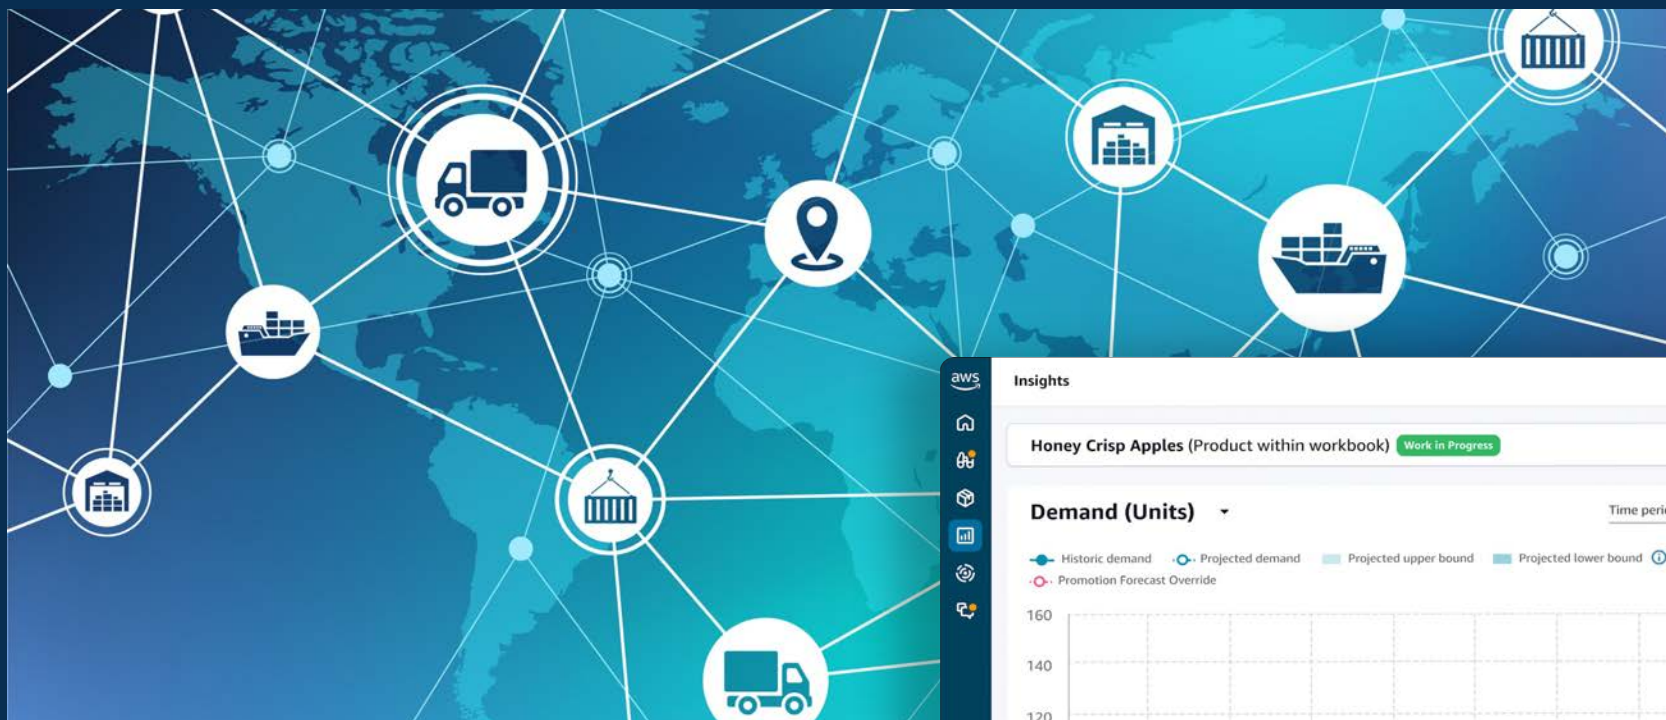 aws
Insights
Honey Crisp Apples (Product within workbook) Work in Progress
Demand (Units)
Time
Historic demand Projected demand Projected upper bound Projected lower bound
Promotion Forecast Override
160
140
120